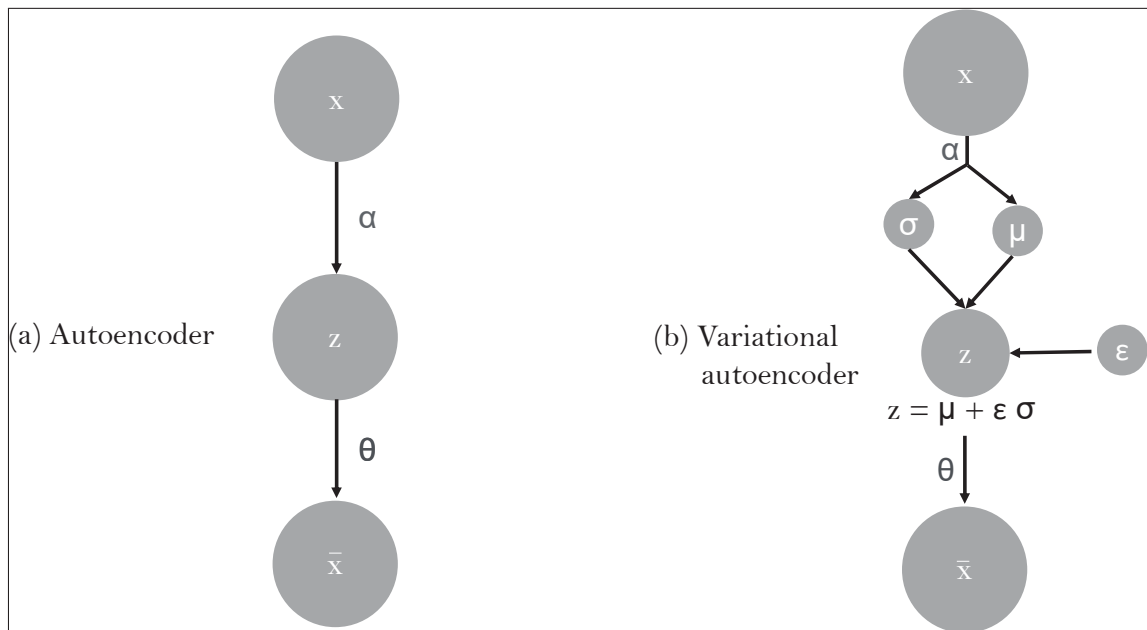 x
α
z
(a) Autoencoder
θ
x̄
x
α
σ
μ
(b) Variational
autoencoder
z
ε
z = μ + ε σ
θ
x̄